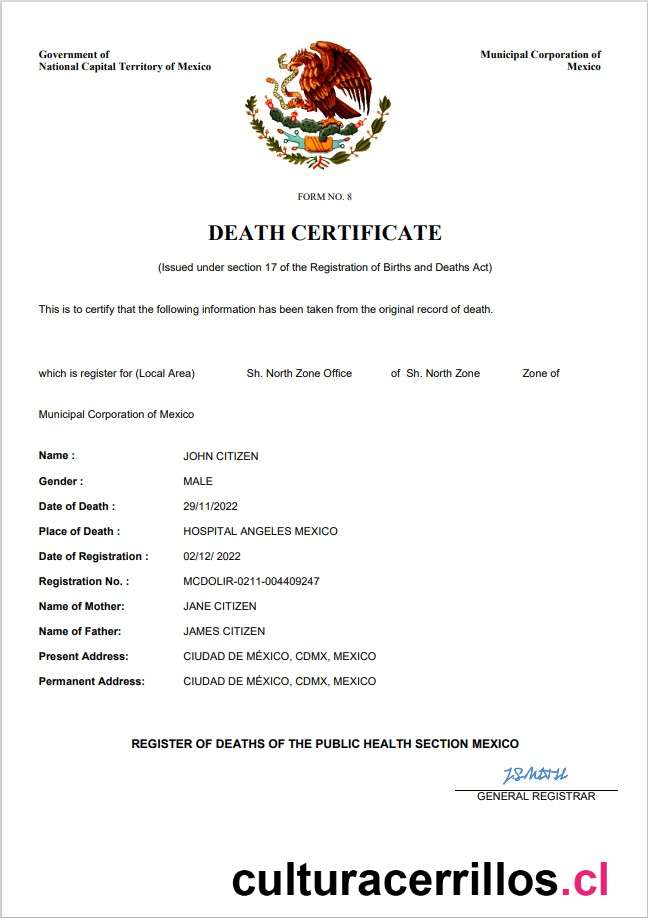 Government of
National Capital Territory of Mexico
Municipal Corporation of
Mexico
FORM NO. 8
DEATH CERTIFICATE
(Issued under section 17 of the Registration of Births and Deaths Act)
This is to certify that the following information has been taken from the original record of death.
which is register for (Local Area) Sh. North Zone Office of Sh. North Zone Zone of
Municipal Corporation of Mexico
Name : JOHN CITIZEN
Gender : MALE
Date of Death : 29/11/2022
Place of Death : HOSPITAL ANGELES MEXICO
Date of Registration : 02/12/ 2022
Registration No. : MCDOLIR-0211-004409247
Name of Mother: JANE CITIZEN
Name of Father: JAMES CITIZEN
Present Address: CIUDAD DE MÉXICO, CDMX, MEXICO
Permanent Address: CIUDAD DE MÉXICO, CDMX, MEXICO
REGISTER OF DEATHS OF THE PUBLIC HEALTH SECTION MEXICO
GENERAL REGISTRAR
culturacerrillos.cl